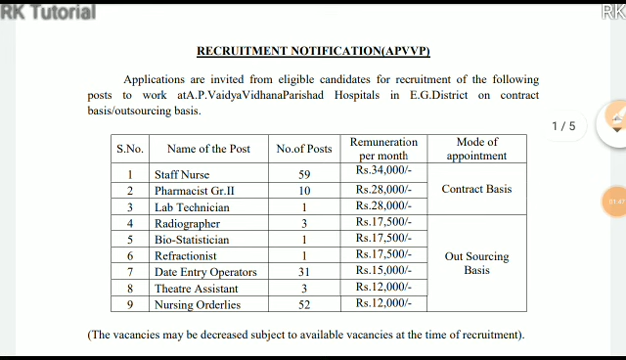 RK Tutorial
RK
RECRUITMENT NOTIFICATION(APVVP)
Applications are invited from eligible candidates for recruitment of the following
posts to work atA.P.VaidyaVidhanaParishad Hospitals in E.G.District on contract
basis/outsourcing basis.
1 / 5
S.No. Name of the Post No.of Posts Remuneration per month Mode of appointment
1 Staff Nurse 59 Rs.34,000/- Contract Basis
2 Pharmacist Gr.II 10 Rs.28,000/-
3 Lab Technician 1 Rs.28,000/-
4 Radiographer 3 Rs.17,500/- Out Sourcing Basis
5 Bio-Statistician 1 Rs.17,500/-
6 Refractionist 1 Rs.17,500/-
7 Date Entry Operators 31 Rs.15,000/-
8 Theatre Assistant 3 Rs.12,000/-
9 Nursing Orderlies 52 Rs.12,000/-
01:47
(The vacancies may be decreased subject to available vacancies at the time of recruitment).